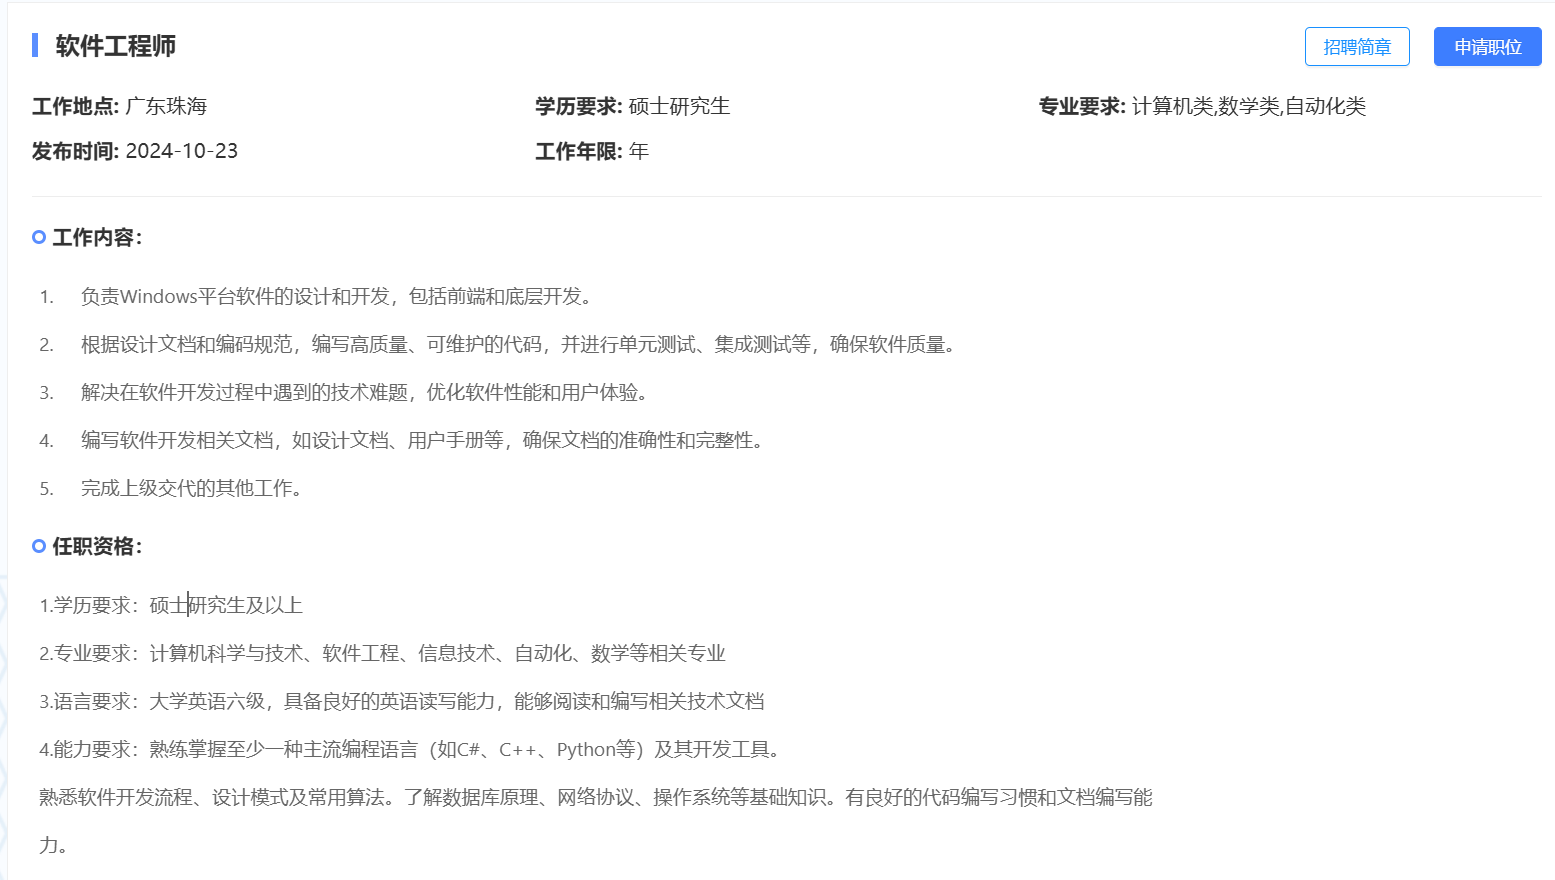 软件工程师
招聘简章
申请职位
工作地点: 广东珠海
学历要求: 硕士研究生
专业要求: 计算机类,数学类,自动化类
发布时间: 2024-10-23
工作年限: 年
工作内容：
1. 负责Windows平台软件的设计和开发，包括前端和底层开发。
2. 根据设计文档和编码规范，编写高质量、可维护的代码，并进行单元测试、集成测试等，确保软件质量。
3. 解决在软件开发过程中遇到的技术难题，优化软件性能和用户体验。
4. 编写软件开发相关文档，如设计文档、用户手册等，确保文档的准确性和完整性。
5. 完成上级交代的其他工作。
任职资格：
1.学历要求：硕士研究生及以上
2.专业要求：计算机科学与技术、软件工程、信息技术、自动化、数学等相关专业
3.语言要求：大学英语六级，具备良好的英语读写能力，能够阅读和编写相关技术文档
4.能力要求：熟练掌握至少一种主流编程语言（如C#、C++、Python等）及其开发工具。
熟悉软件开发流程、设计模式及常用算法。了解数据库原理、网络协议、操作系统等基础知识。有良好的代码编写习惯和文档编写能
力。